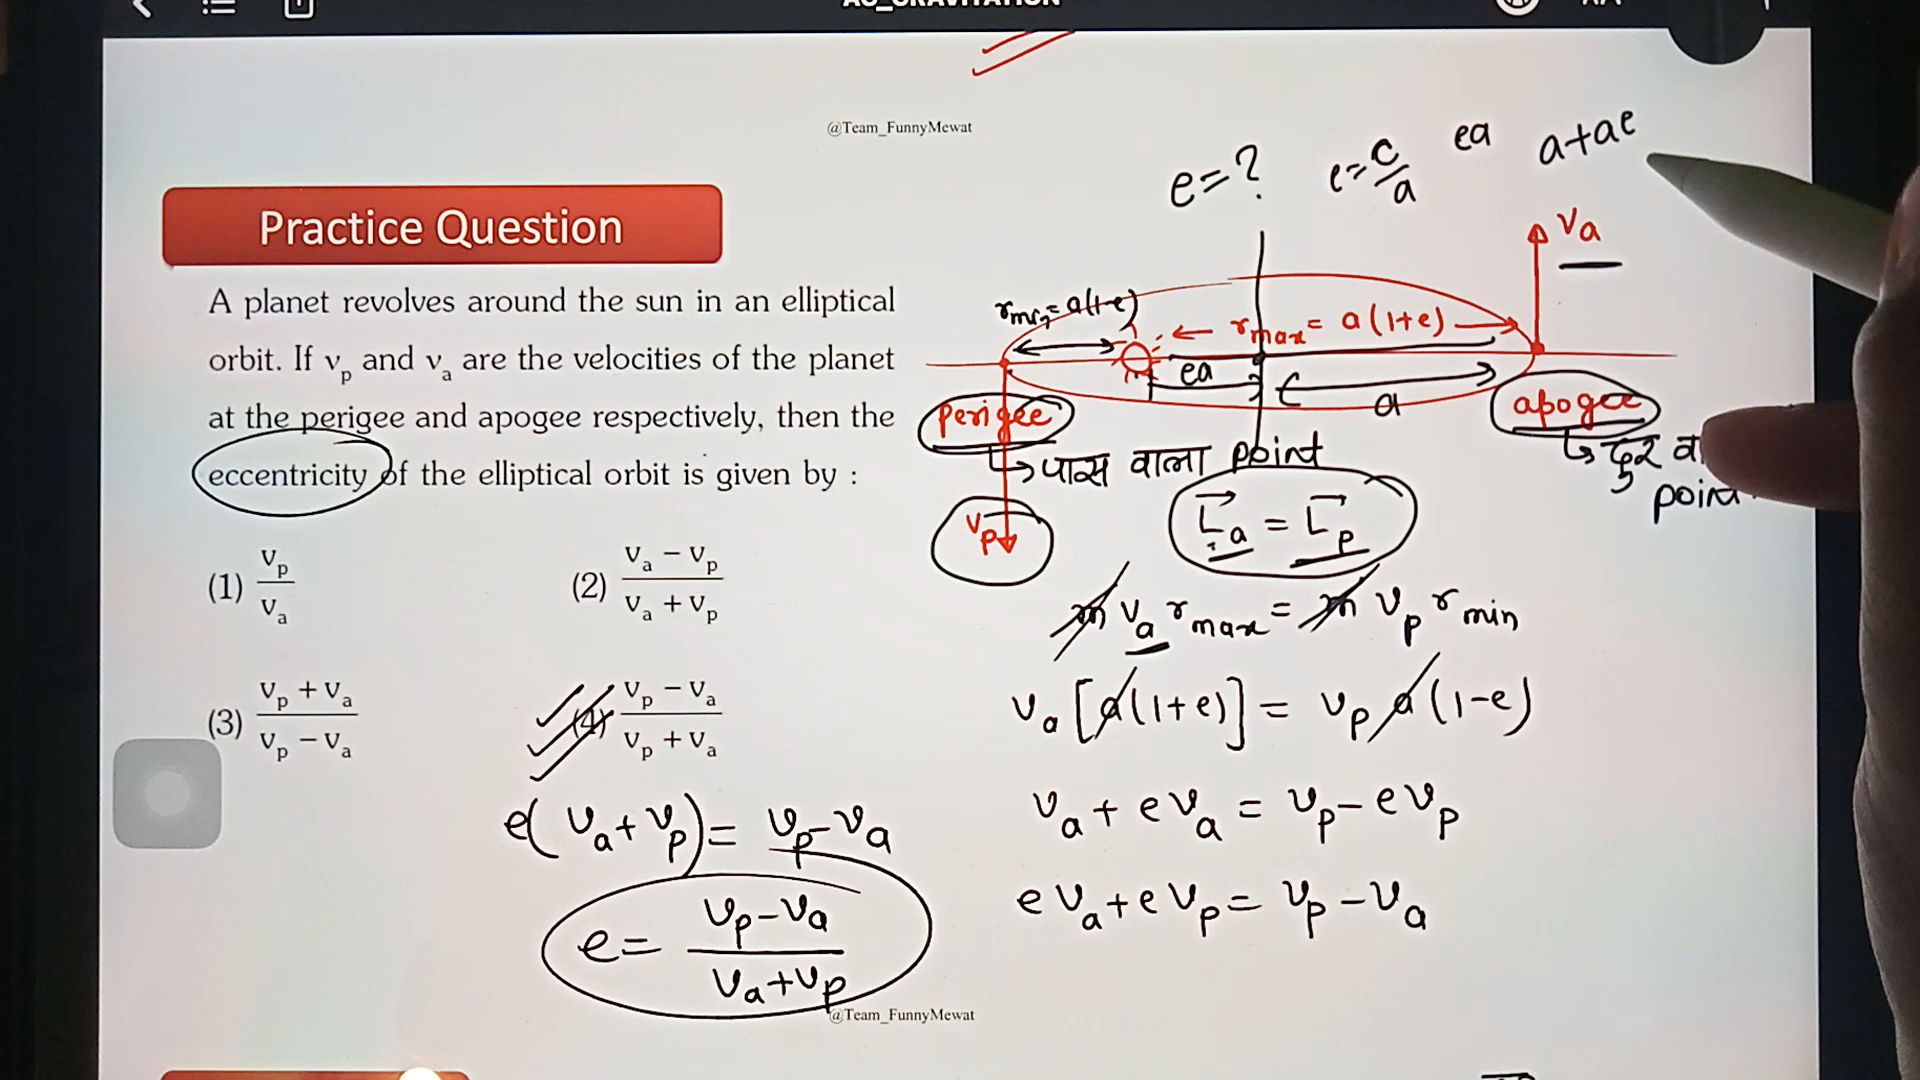 AC_GRAVITATION
@Team_FunnyMewat
e=? e=c/a ea a+ae
Practice Question
A planet revolves around the sun in an elliptical
orbit. If vp and va are the velocities of the planet
at the perigee and apogee respectively, then the
eccentricity of the elliptical orbit is given by :
(1) vp/va
(2) (va − vp)/(va + vp)
(3) (vp + va)/(vp − va)
(4) (vp − va)/(vp + va)
e(va+vp)= vp-va
e= (vp-va)/(va+vp)
va
rmin=a(1-e)
rmax= a(1+e)
ea
C
a
perigee
apogee
पास वाला point
दूर
point
vp
La = Lp
m va rmax= m vp rmin
va [a(1+e)]= vp a(1-e)
va+ eva = vp- evp
eva+evp= vp-va
@Team_FunnyMewat